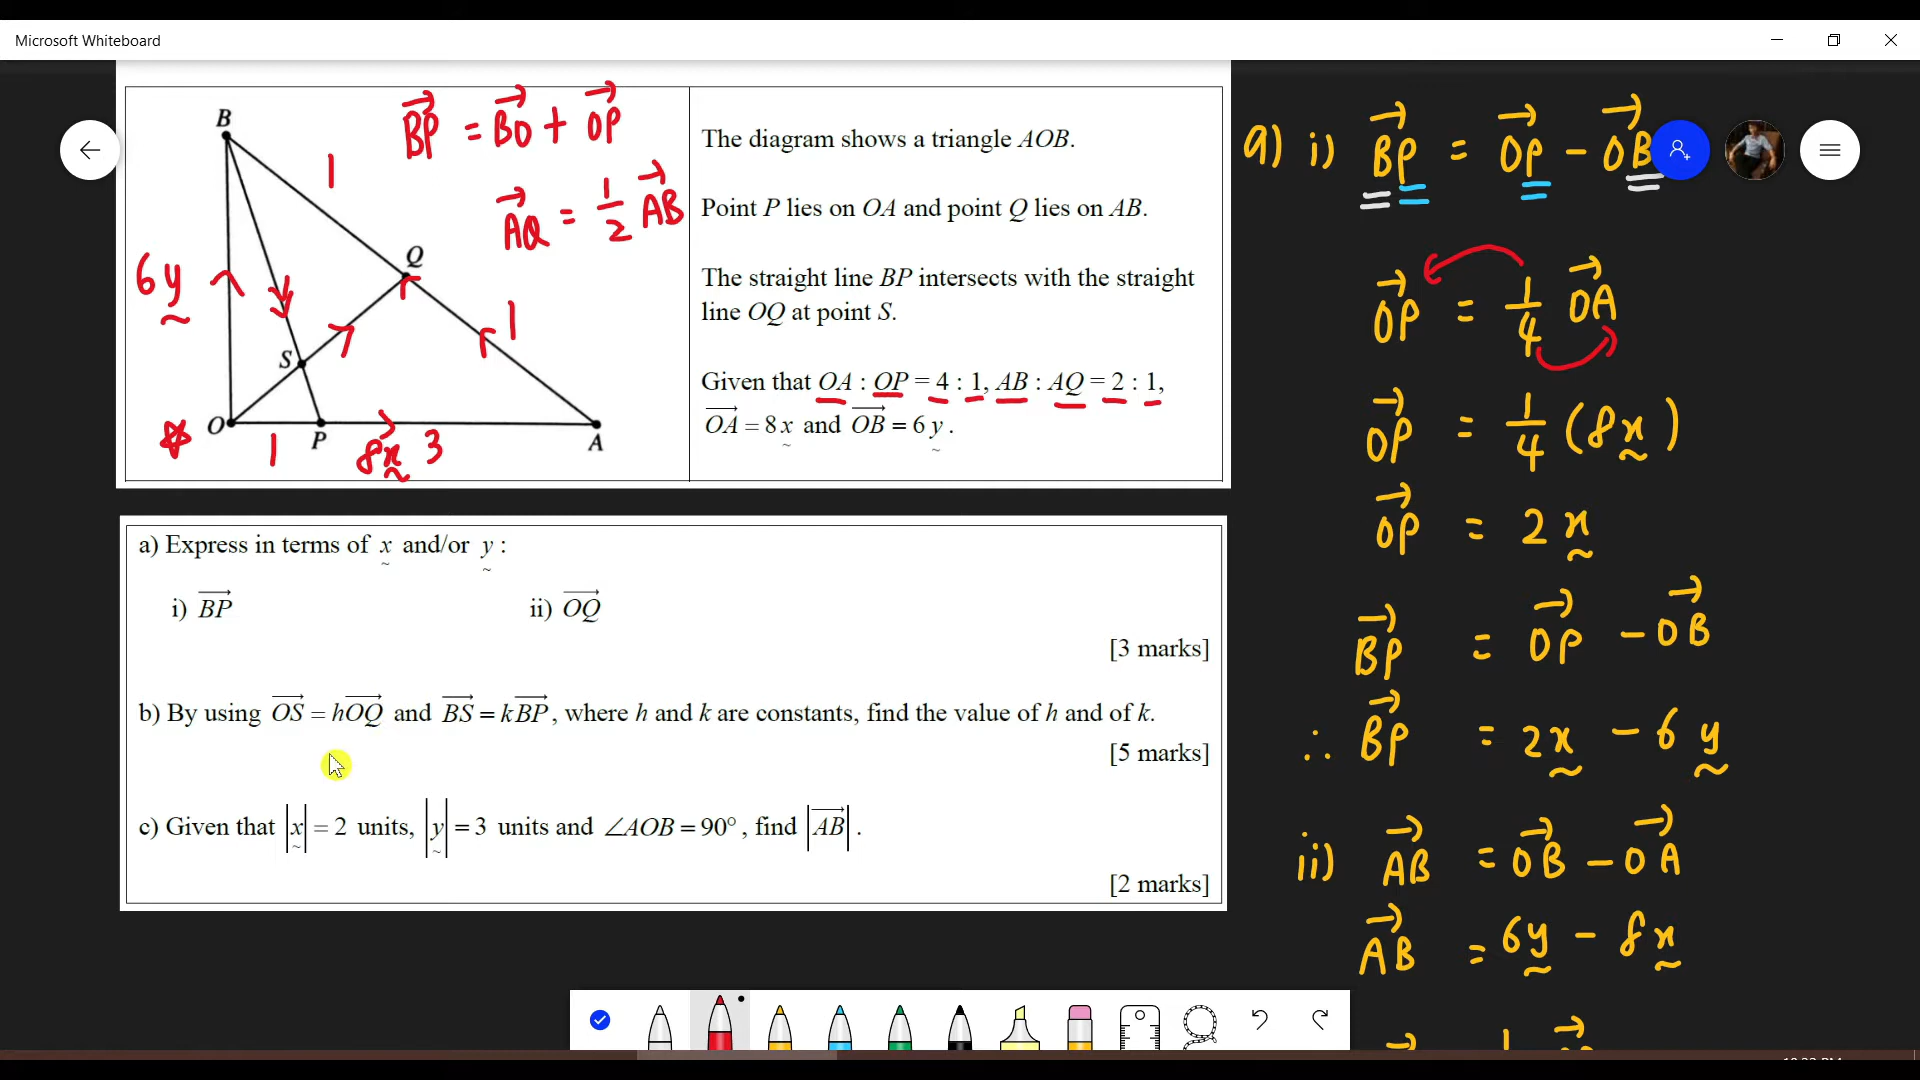 Microsoft Whiteboard
B
Q
S
O
P
A
BP = BO + OP
AQ = 1/2 AB
1
1
6y
1
8x 3
The diagram shows a triangle AOB.
Point P lies on OA and point Q lies on AB.
The straight line BP intersects with the straight
line OQ at point S.
Given that OA : OP = 4 : 1, AB : AQ = 2 : 1,
OA = 8x and OB = 6y.
a) Express in terms of x and/or y :
i) BP ii) OQ
[3 marks]
b) By using OS = hOQ and BS = kBP, where h and k are constants, find the value of h and of k.
[5 marks]
c) Given that |x| = 2 units, |y| = 3 units and ∠AOB = 90°, find |AB|.
[2 marks]
a) i) BP = OP - OB
OP = 1/4 OA
OP = 1/4 (8x)
OP = 2x
BP = OP - OB
∴ BP = 2x - 6y
ii) AB = OB - OA
AB = 6y - 8x